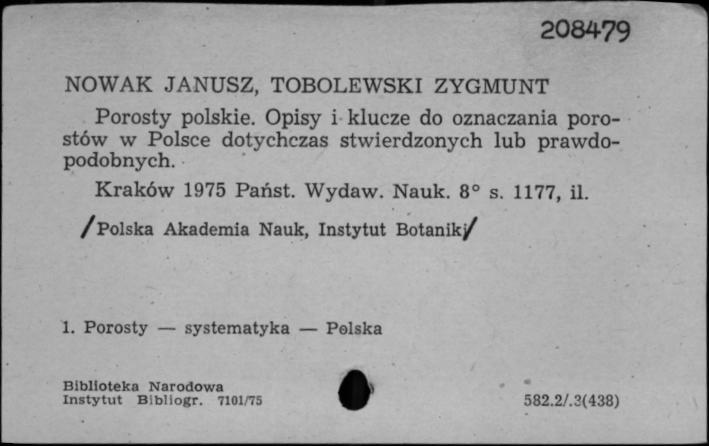 208479
NOWAK JANUSZ, TOBOLEWSKI ZYGMUNT
Porosty polskie. Opisy i klucze do oznaczania poro-
stów w Polsce dotychczas stwierdzonych lub prawdo-
podobnych.
Kraków 1975 Państ. Wydaw. Nauk. 8° s. 1177, il.
/Polska Akademia Nauk, Instytut Botaniki/
1. Porosty — systematyka — Polska
Biblioteka Narodowa
Instytut Bibliogr. 7101/75
582.2/.3(438)